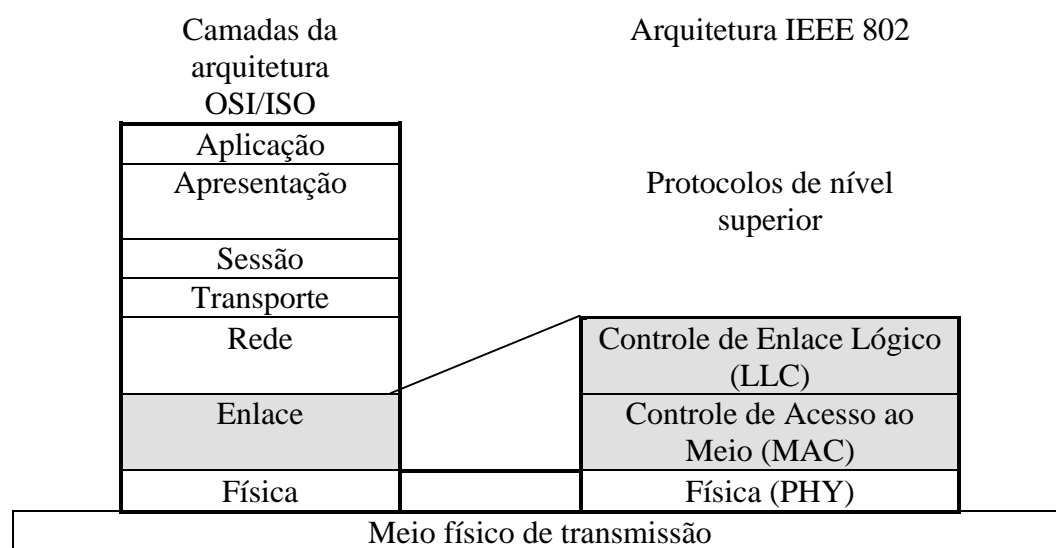 Camadas da
arquitetura
OSI/ISO
Arquitetura IEEE 802
Aplicação
Apresentação
Sessão
Transporte
Rede
Enlace
Física
Protocolos de nível
superior
Controle de Enlace Lógico
(LLC)
Controle de Acesso ao
Meio (MAC)
Física (PHY)
Meio físico de transmissão